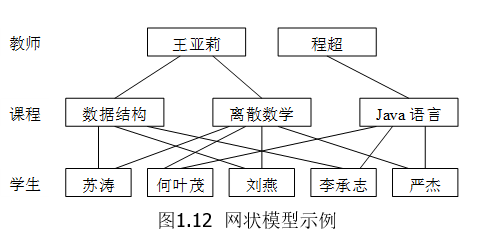 教师 王亚莉 程超
课程 数据结构 离散数学 Java 语言
学生 苏涛 何叶茂 刘燕 李承志 严杰
图1.12 网状模型示例